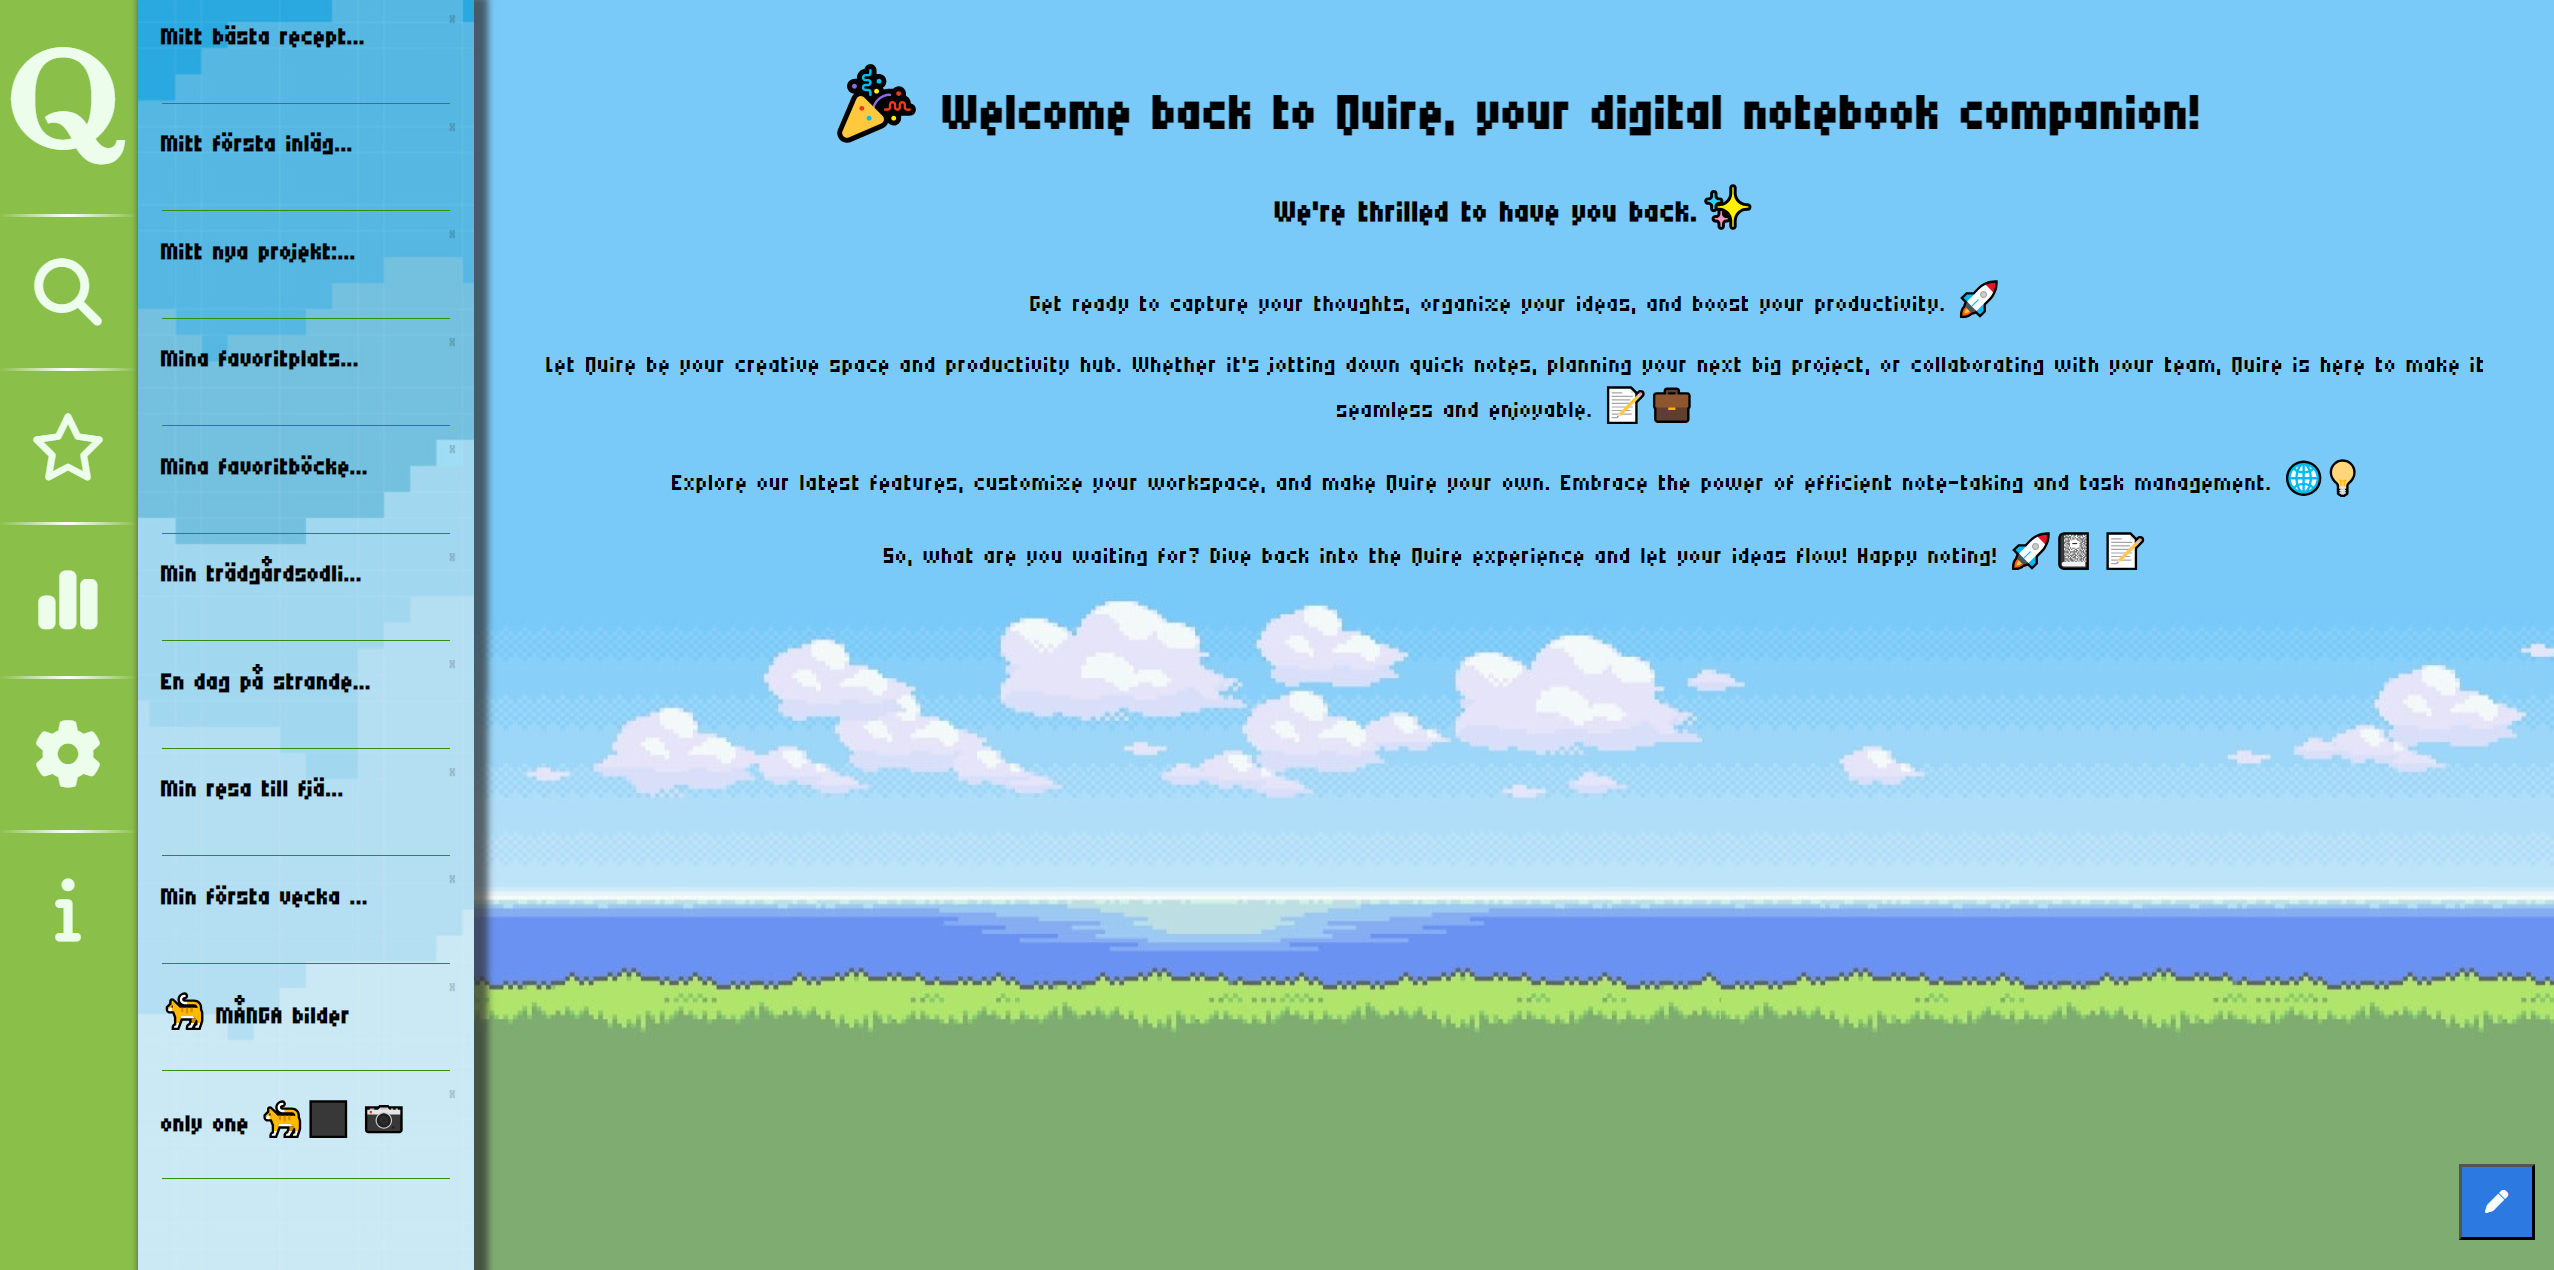 Q
Mitt bästa recept...
Mitt första inläg...
Mitt nya projekt:...
Mina favoritplats...
Mina favoritböcke...
Min trädgårdsodli...
En dag på strande...
Min resa till fjä...
Min första vecka ...
🐈 MÅNGA bilder
only one 🐈⬛ 📷
🎉 Welcome back to Quire, your digital notebook companion!
We're thrilled to have you back.✨
Get ready to capture your thoughts, organize your ideas, and boost your productivity. 🚀
Let Quire be your creative space and productivity hub. Whether it's jotting down quick notes, planning your next big project, or collaborating with your team, Quire is here to make it
seamless and enjoyable. 📝💼
Explore our latest features, customize your workspace, and make Quire your own. Embrace the power of efficient note-taking and task management. 🌐💡
So, what are you waiting for? Dive back into the Quire experience and let your ideas flow! Happy noting! 🚀📓 📝